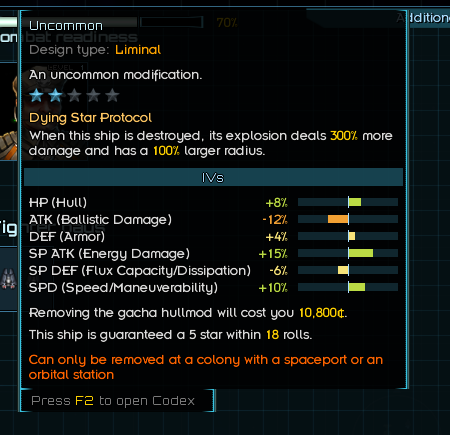 Uncommon
70%
Addition
Design type: Liminal
An uncommon modification.
Dying Star Protocol
When this ship is destroyed, its explosion deals 300% more
damage and has a 100% larger radius.
IVs
HP (Hull) +8%
ATK (Ballistic Damage) -12%
DEF (Armor) +4%
SP ATK (Energy Damage) +15%
SP DEF (Flux Capacity/Dissipation) -6%
SPD (Speed/Maneuverability) +10%
Removing the gacha hullmod will cost you 10,800¢.
This ship is guaranteed a 5 star within 18 rolls.
Can only be removed at a colony with a spaceport or an
orbital station
Press F2 to open Codex